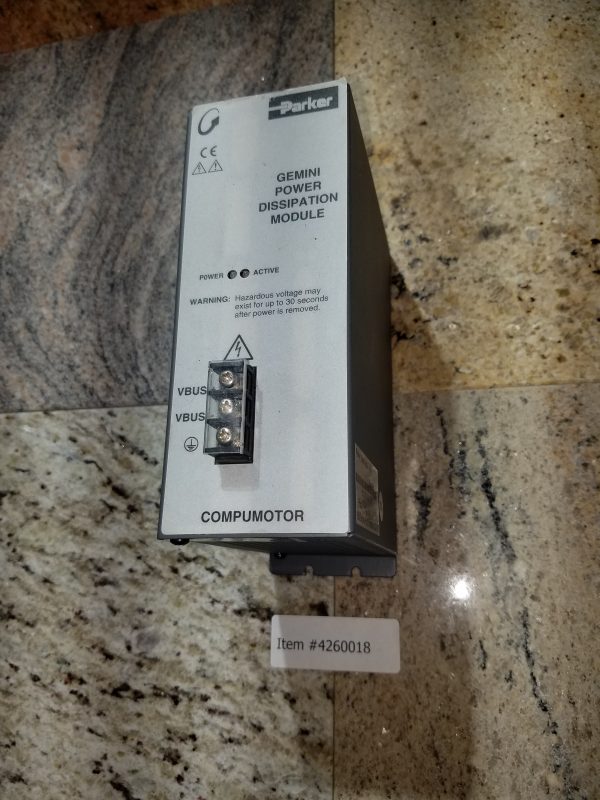 Parker
CE
GEMINI
POWER
DISSIPATION
MODULE
POWER ACTIVE
WARNING: Hazardous voltage may
exist for up to 30 seconds
after power is removed.
VBUS
VBUS
COMPUMOTOR
Item #4260018